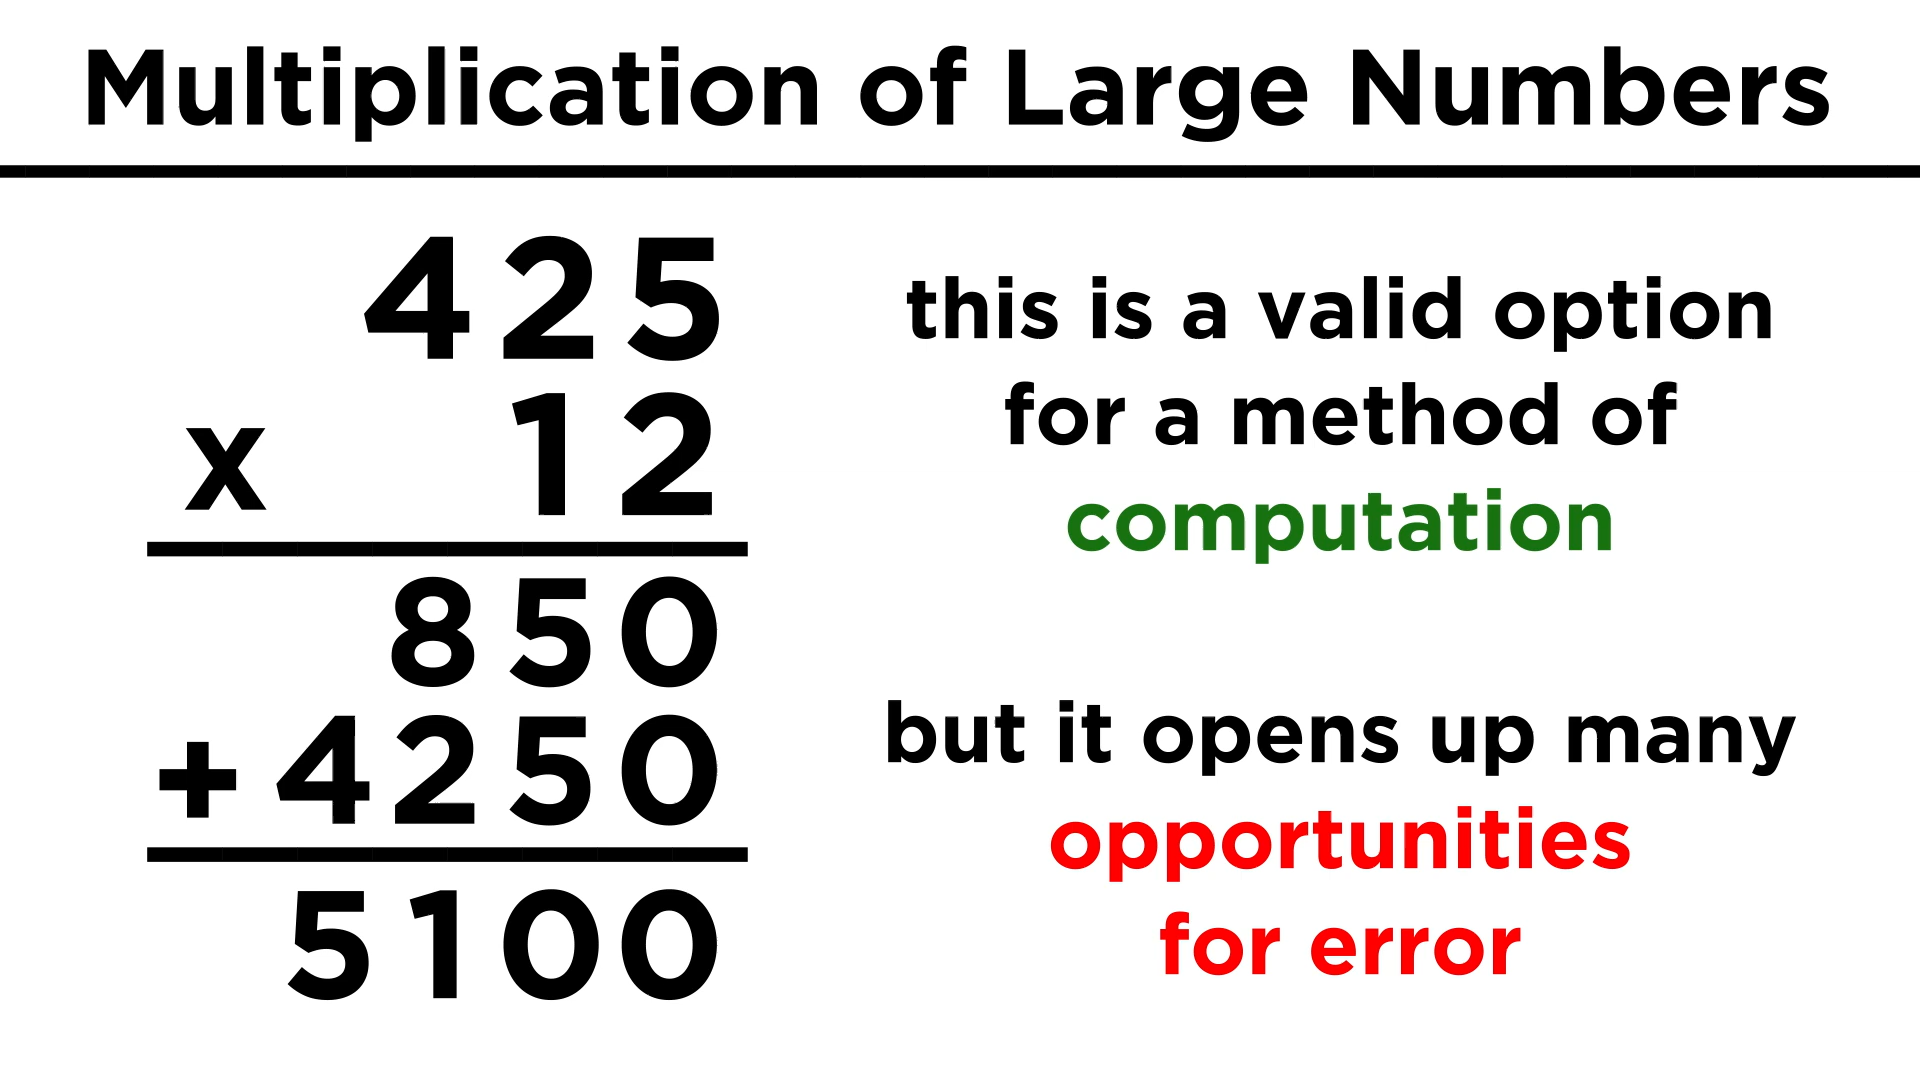 Multiplication of Large Numbers
425
x 12
850
+ 4250
5100
this is a valid option
for a method of
computation
but it opens up many
opportunities
for error